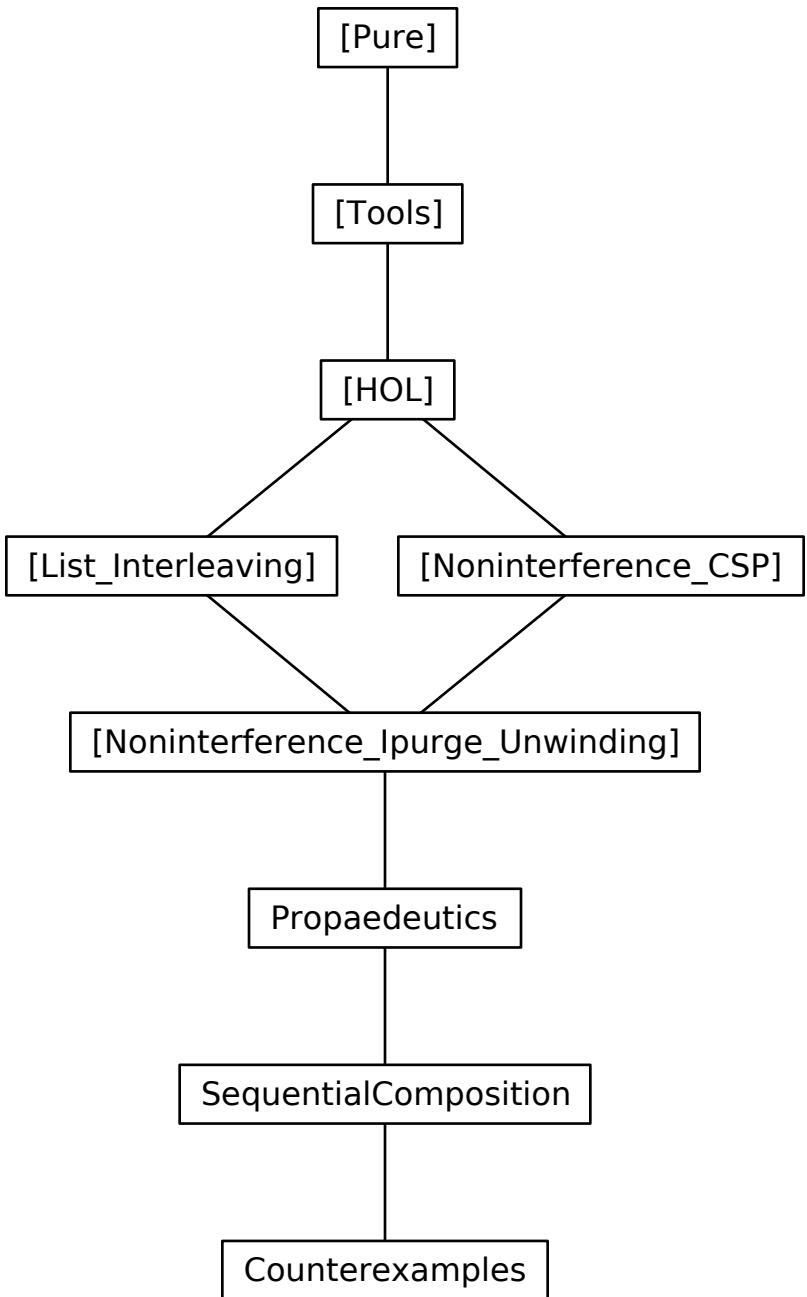 [Pure]
[Tools]
[HOL]
[List_Interleaving]
[Noninterference_CSP]
[Noninterference_Ipurge_Unwinding]
Propaedeutics
SequentialComposition
Counterexamples